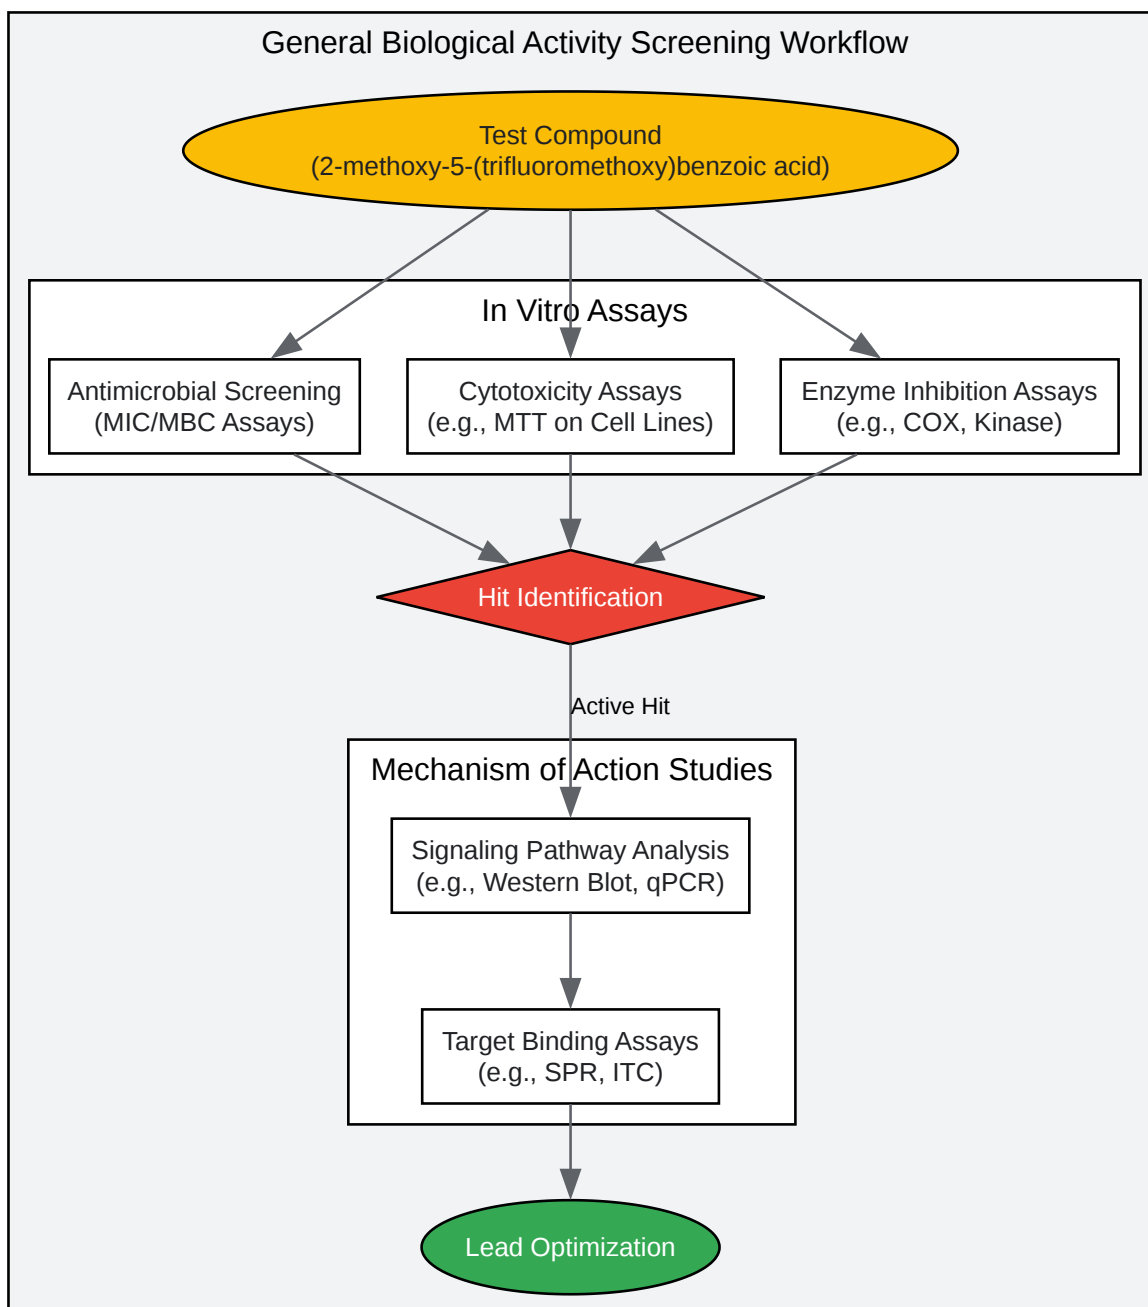 General Biological Activity Screening Workflow
Test Compound
(2-methoxy-5-(trifluoromethoxy)benzoic acid)
In Vitro Assays
Antimicrobial Screening
(MIC/MBC Assays)
Cytotoxicity Assays
(e.g., MTT on Cell Lines)
Enzyme Inhibition Assays
(e.g., COX, Kinase)
Hit Identification
Active Hit
Mechanism of Action Studies
Signaling Pathway Analysis
(e.g., Western Blot, qPCR)
Target Binding Assays
(e.g., SPR, ITC)
Lead Optimization